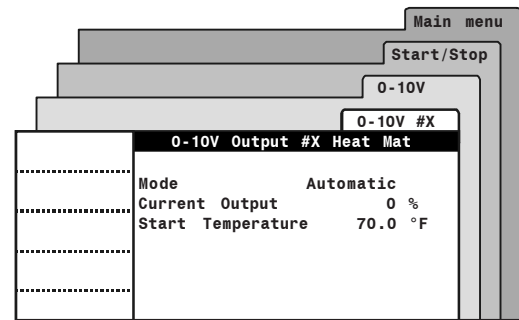 Main menu
Start/Stop
0-10V
0-10V #X
0-10V Output #X Heat Mat
Mode Automatic
Current Output 0 %
Start Temperature 70.0 °F